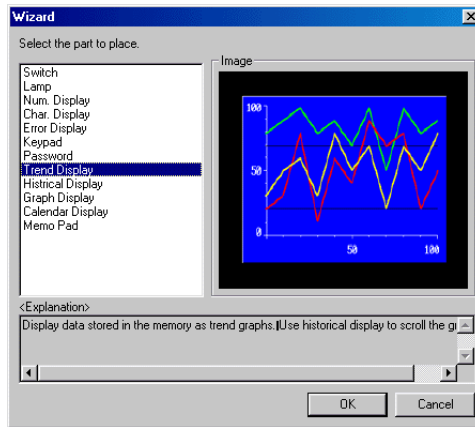 Wizard
Select the part to place.
Switch
Lamp
Num. Display
Char. Display
Error Display
Keypad
Password
Trend Display
Histrical Display
Graph Display
Calendar Display
Memo Pad
Image
100
50
0
50
100
<Explanation>
Display data stored in the memory as trend graphs. Use historical display to scroll the
OK
Cancel